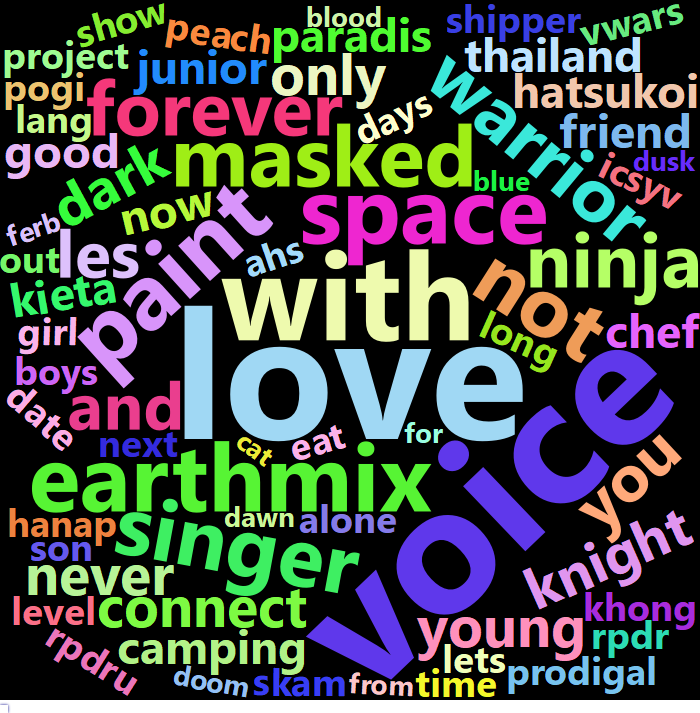 show
peach
blood
paradis
shipper
vwars
project
junior
only
thailand
pogi
forever
days
warrior
hatsukoi
lang
masked
friend
good
dark
now
space
blue
icsyv
dusk
ferb
les
paint
ahs
with
not
ninja
out
kieta
girl
love
long
chef
boys
date
and
next
cat
eat
for
voice
you
earthmix
hanap
son
singer
dawn
alone
knight
never
level
connect
young
khong
rpdr
rpdru
camping
doom
skam
from
time
lets
prodigal